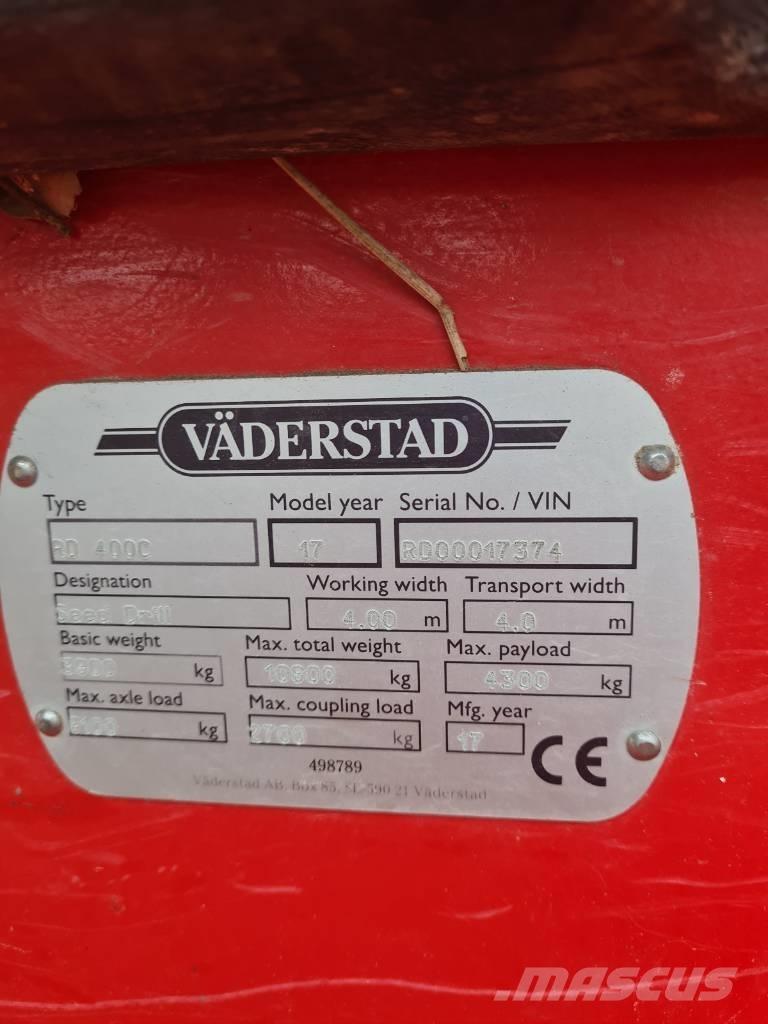 VÄDERSTAD
Type Model year Serial No. / VIN
RD 400C 17 RD00017374
Designation Working width Transport width
Seed Drill 4.00 m 4.0 m
Basic weight Max. total weight Max. payload
kg kg 4300 kg
Max. axle load Max. coupling load Mfg. year
kg 2700 kg 17
CE
498789
Väderstad AB, Box 85, SE-590 21 Väderstad
MASCUS